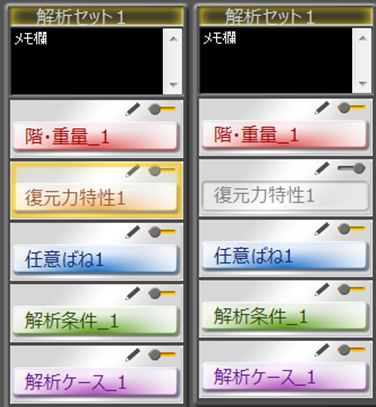 解析セット1
メモ欄
階・重量_1
復元力特性1
任意ばね1
解析条件_1
解析ケース_1
解析セット1
メモ欄
階・重量_1
復元力特性1
任意ばね1
解析条件_1
解析ケース_1